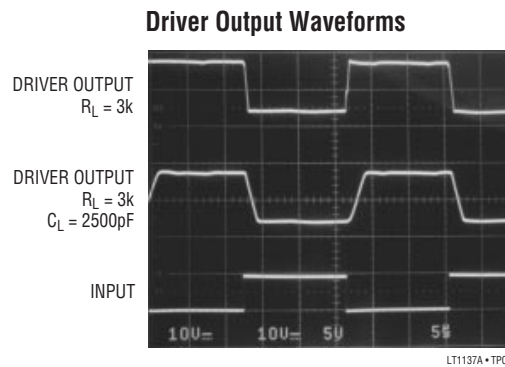 Driver Output Waveforms
DRIVER OUTPUT
RL = 3k
DRIVER OUTPUT
RL = 3k
CL = 2500pF
INPUT
10V 10V 5V
LT1137A • TPC